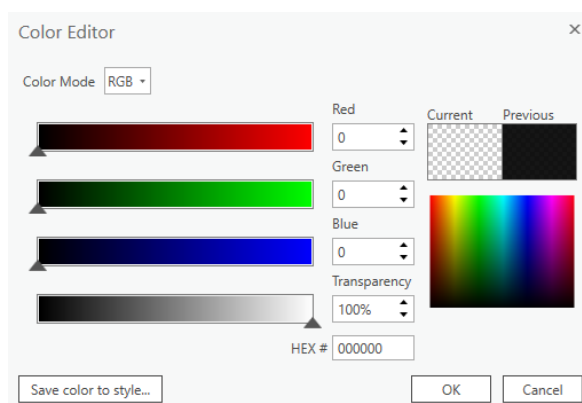 Color Editor
Color Mode RGB
Red
0
Current Previous
Green
0
Blue
0
Transparency
100%
HEX # 000000
Save color to style...
OK Cancel